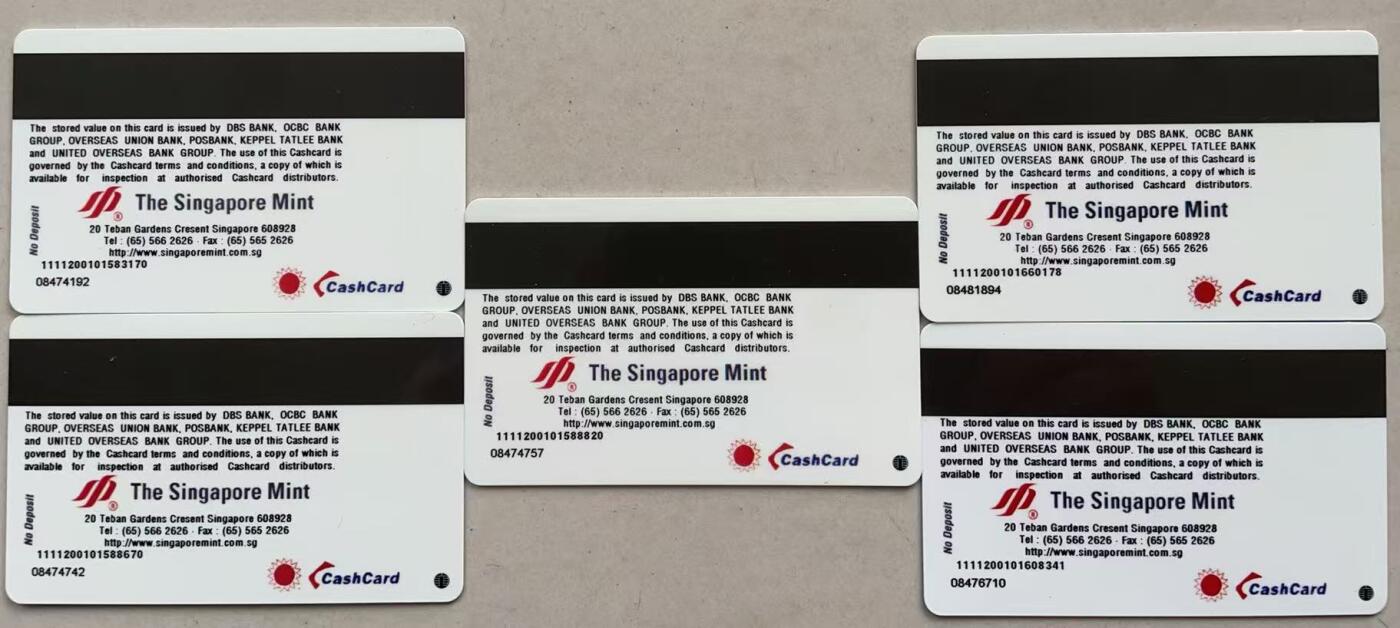 The stored value on this card is issued by DBS BANK, OCBC BANK
GROUP, OVERSEAS UNION BANK, POSBANK, KEPPEL TATLEE BANK
and UNITED OVERSEAS BANK GROUP. The use of this Cashcard is
governed by the Cashcard terms and conditions, a copy of which is
available for inspection at authorised Cashcard distributors.
The Singapore Mint
®
No Deposit
20 Teban Gardens Cresent Singapore 608928
Tel : (65) 566 2626 · Fax : (65) 565 2626
http://www.singaporemint.com.sg
1111200101583170
08474192
CashCard
The stored value on this card is issued by DBS BANK, OCBC BANK
GROUP, OVERSEAS UNION BANK, POSBANK, KEPPEL TATLEE BANK
and UNITED OVERSEAS BANK GROUP. The use of this Cashcard is
governed by the Cashcard terms and conditions, a copy of which is
available for inspection at authorised Cashcard distributors.
The Singapore Mint
®
No Deposit
20 Teban Gardens Cresent Singapore 608928
Tel : (65) 566 2626 · Fax : (65) 565 2626
http://www.singaporemint.com.sg
1111200101588670
08474742
CashCard
The stored value on this card is issued by DBS BANK, OCBC BANK
GROUP, OVERSEAS UNION BANK, POSBANK, KEPPEL TATLEE BANK
and UNITED OVERSEAS BANK GROUP. The use of this Cashcard is
governed by the Cashcard terms and conditions, a copy of which is
available for inspection at authorised Cashcard distributors.
The Singapore Mint
®
No Deposit
20 Teban Gardens Cresent Singapore 608928
Tel : (65) 566 2626 · Fax : (65) 565 2626
http://www.singaporemint.com.sg
1111200101588820
08474757
CashCard
The stored value on this card is issued by DBS BANK, OCBC BANK
GROUP, OVERSEAS UNION BANK, POSBANK, KEPPEL TATLEE BANK
and UNITED OVERSEAS BANK GROUP. The use of this Cashcard is
governed by the Cashcard terms and conditions, a copy of which is
available for inspection at authorised Cashcard distributors.
The Singapore Mint
®
No Deposit
20 Teban Gardens Cresent Singapore 608928
Tel : (65) 566 2626 · Fax : (65) 565 2626
http://www.singaporemint.com.sg
1111200101660178
08481894
CashCard
The stored value on this card is issued by DBS BANK, OCBC BANK
GROUP, OVERSEAS UNION BANK, POSBANK, KEPPEL TATLEE BANK
and UNITED OVERSEAS BANK GROUP. The use of this Cashcard is
governed by the Cashcard terms and conditions, a copy of which is
available for inspection at authorised Cashcard distributors.
The Singapore Mint
®
No Deposit
20 Teban Gardens Cresent Singapore 608928
Tel : (65) 566 2626 · Fax : (65) 565 2626
http://www.singaporemint.com.sg
1111200101608341
08476710
CashCard